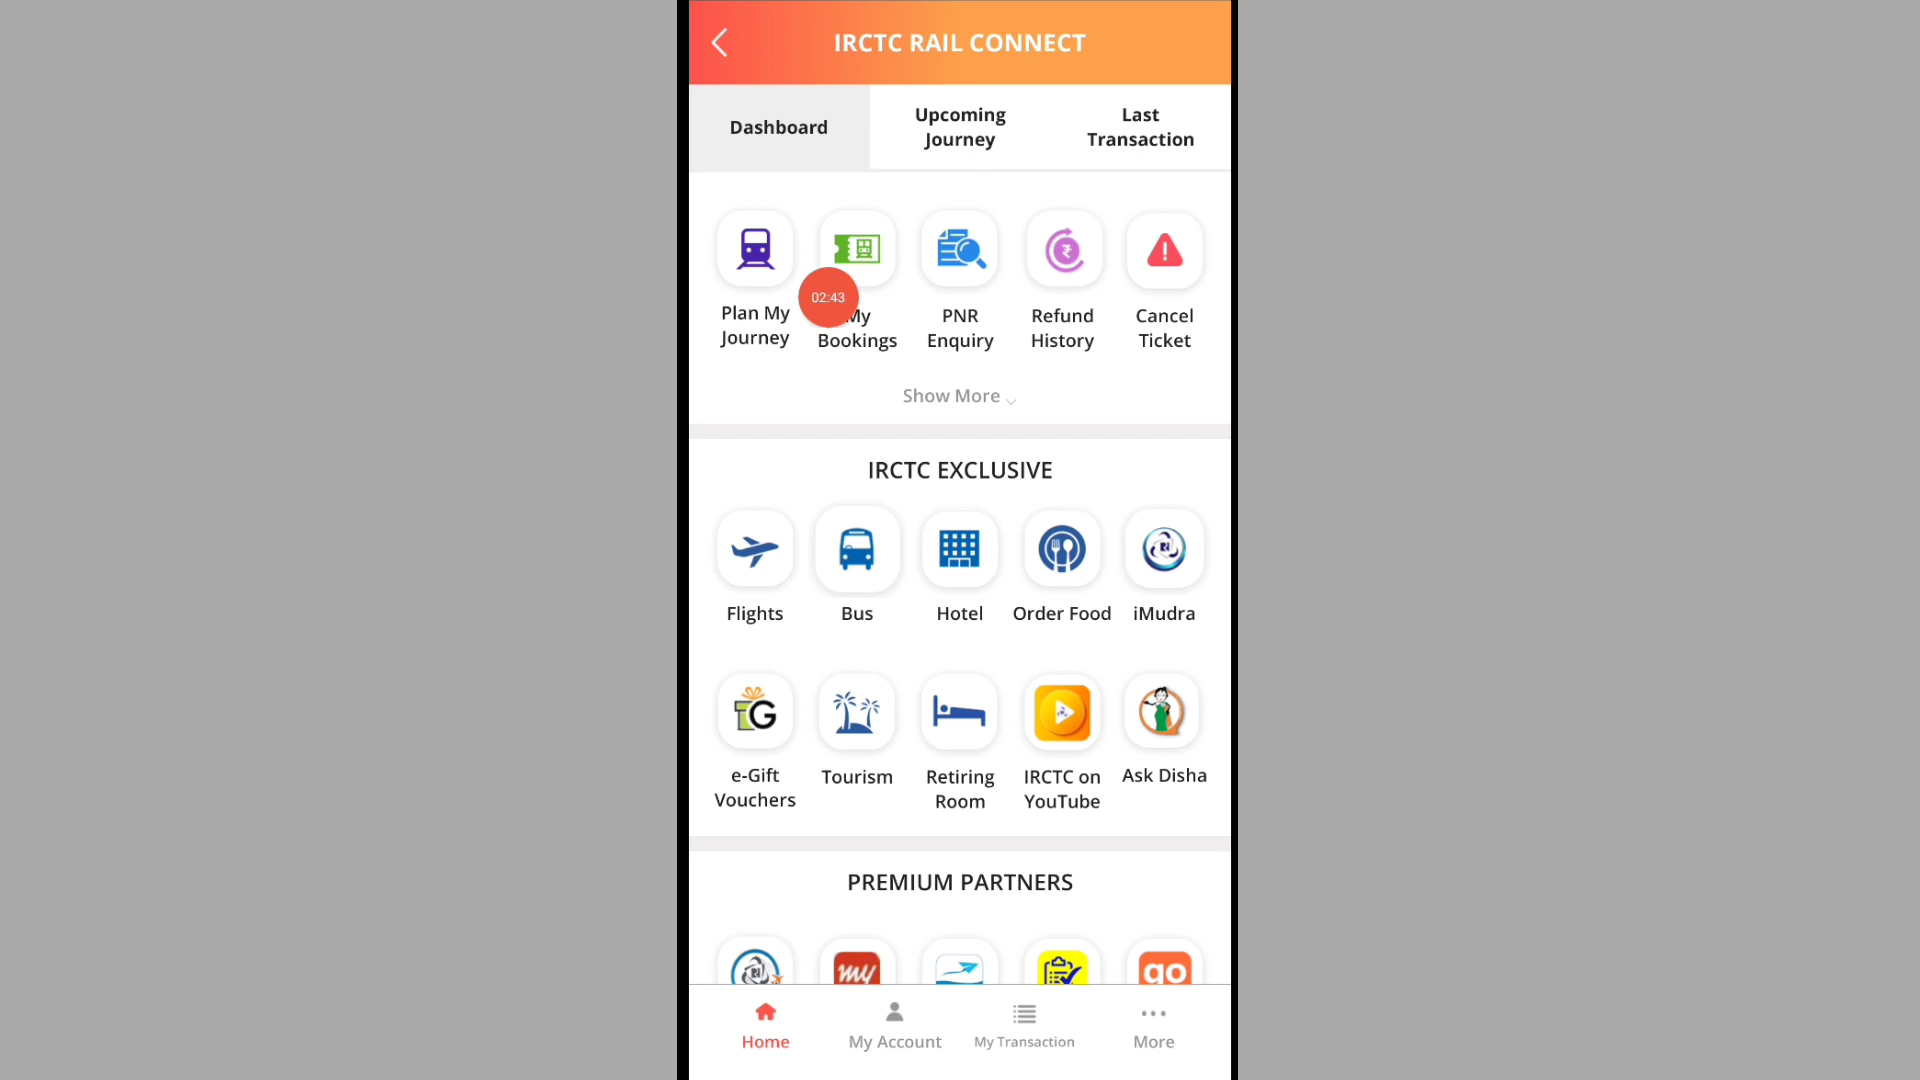 IRCTC RAIL CONNECT
Dashboard
Upcoming
Journey
Last
Transaction
02:43
Plan My
Journey
My
Bookings
PNR
Enquiry
Refund
History
Cancel
Ticket
Show More
IRCTC EXCLUSIVE
Flights
Bus
Hotel
Order Food
iMudra
TG
e-Gift
Vouchers
Tourism
Retiring
Room
IRCTC on
YouTube
Ask Disha
PREMIUM PARTNERS
my
go
Home
My Account
My Transaction
More